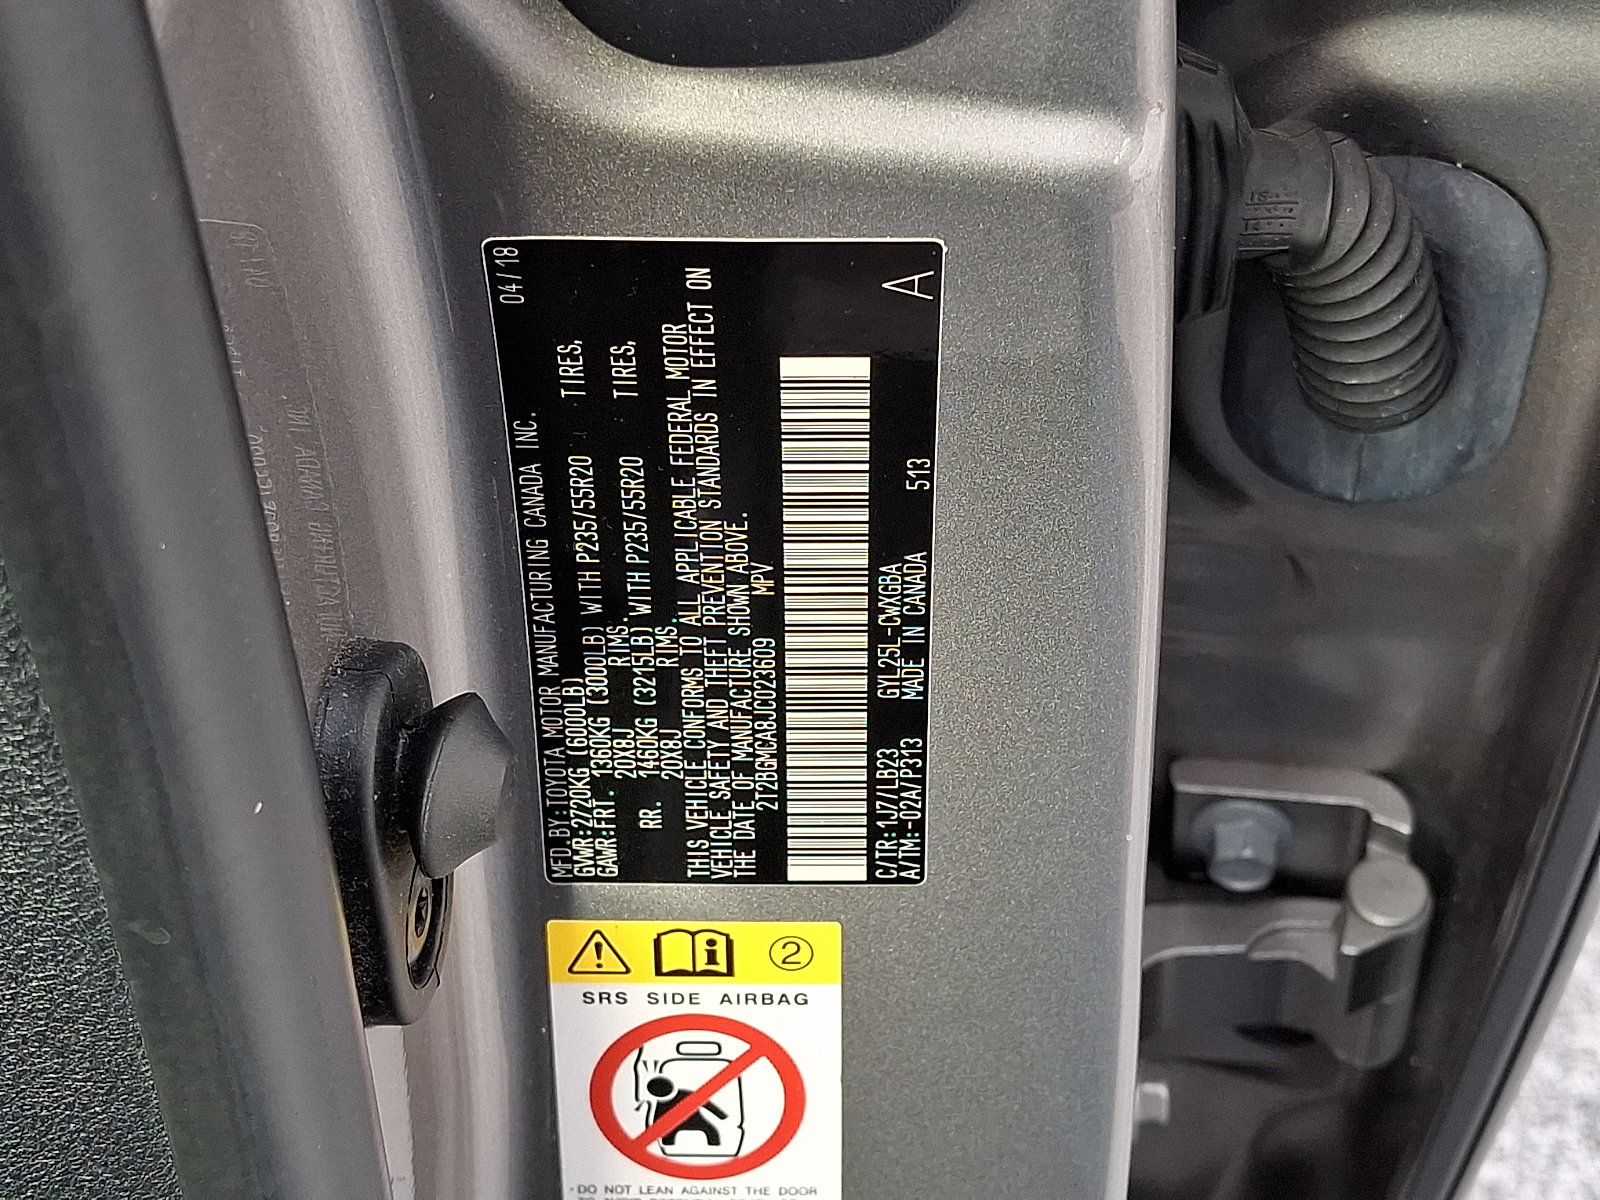 04/18
MFD.BY:TOYOTA MOTOR MANUFACTURING CANADA INC.
GVWR:2720KG(6000LB)
GAWR:FRT. 1360KG (3000LB) WITH P235/55R20 TIRES,
20X8J RIMS.
RR. 1460KG (3215LB) WITH P235/55R20 TIRES,
20X8J RIMS.
THIS VEHICLE CONFORMS TO ALL APPLICABLE FEDERAL MOTOR
VEHICLE SAFETY AND THEFT PREVENTION STANDARDS IN EFFECT ON
THE DATE OF MANUFACTURE SHOWN ABOVE.
2T2BGMCA8JC023609 MPV
C/TR:1J7/LB23 GYL25L-CWXGBA
A/TM:-02A/P313 MADE IN CANADA 513
A
2
SRS SIDE AIRBAG
-DO NOT LEAN AGAINST THE DOOR